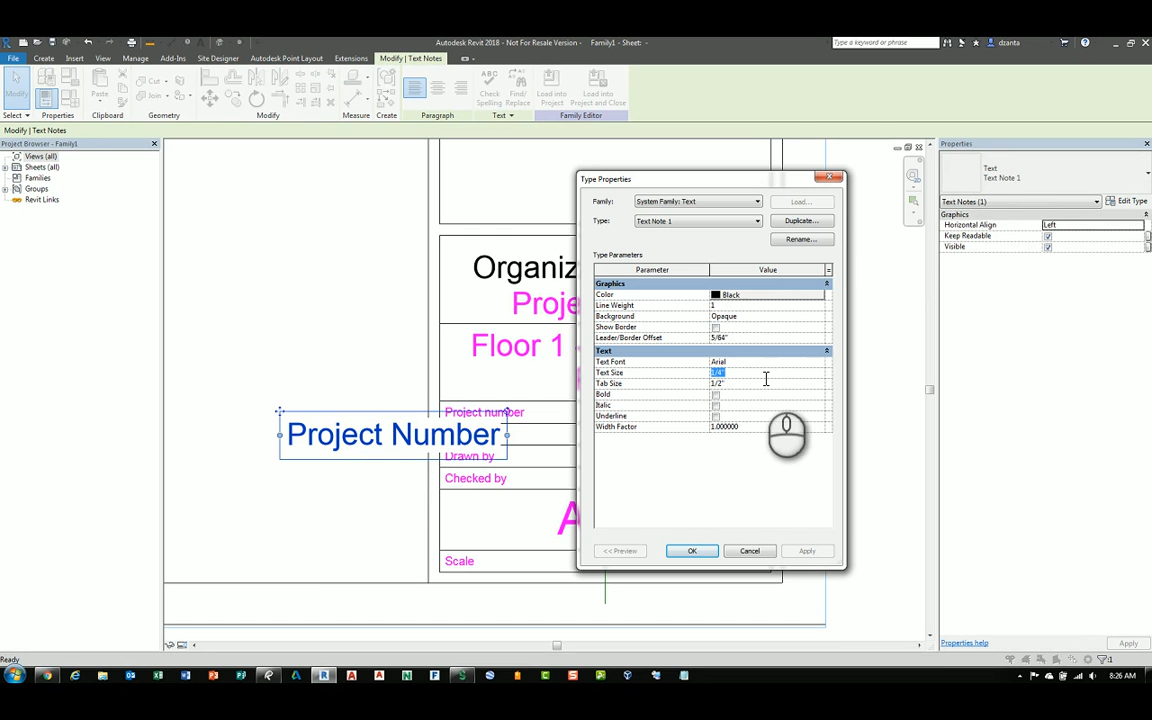 Autodesk Revit 2018 - Not For Resale Version - Family1 - Sheet: -
Type a keyword or phrase
dzanta
File
Create
Insert
View
Manage
Add-Ins
Site Designer
Autodesk Point Layout
Extensions
Modify | Text Notes
Modify
Paste
Cut
Join
Check
Spelling
Find/
Replace
Load into
Project
Load into
Project and Close
Select
Properties
Clipboard
Geometry
Modify
Measure
Create
Paragraph
Text
Family Editor
Modify | Text Notes
Project Browser - Family1
Views (all)
Sheets (all)
Families
Groups
Revit Links
Organiz
Proje
Floor 1
Project number
Project Number
Drawn by
Checked by
A
Scale
Type Properties
Family:
System Family: Text
Load...
Type:
Text Note 1
Duplicate...
Rename...
Type Parameters
Parameter
Value
=
Graphics
Color
Black
Line Weight
1
Background
Opaque
Show Border
Leader/Border Offset
5/64"
Text
Text Font
Arial
Text Size
1/4"
Tab Size
1/2"
Bold
Italic
Underline
Width Factor
1.000000
<< Preview
OK
Cancel
Apply
Properties
Text
Text Note 1
Text Notes (1)
Edit Type
Graphics
Horizontal Align
Left
Keep Readable
Visible
Properties help
Apply
Ready
:1
8:26 AM